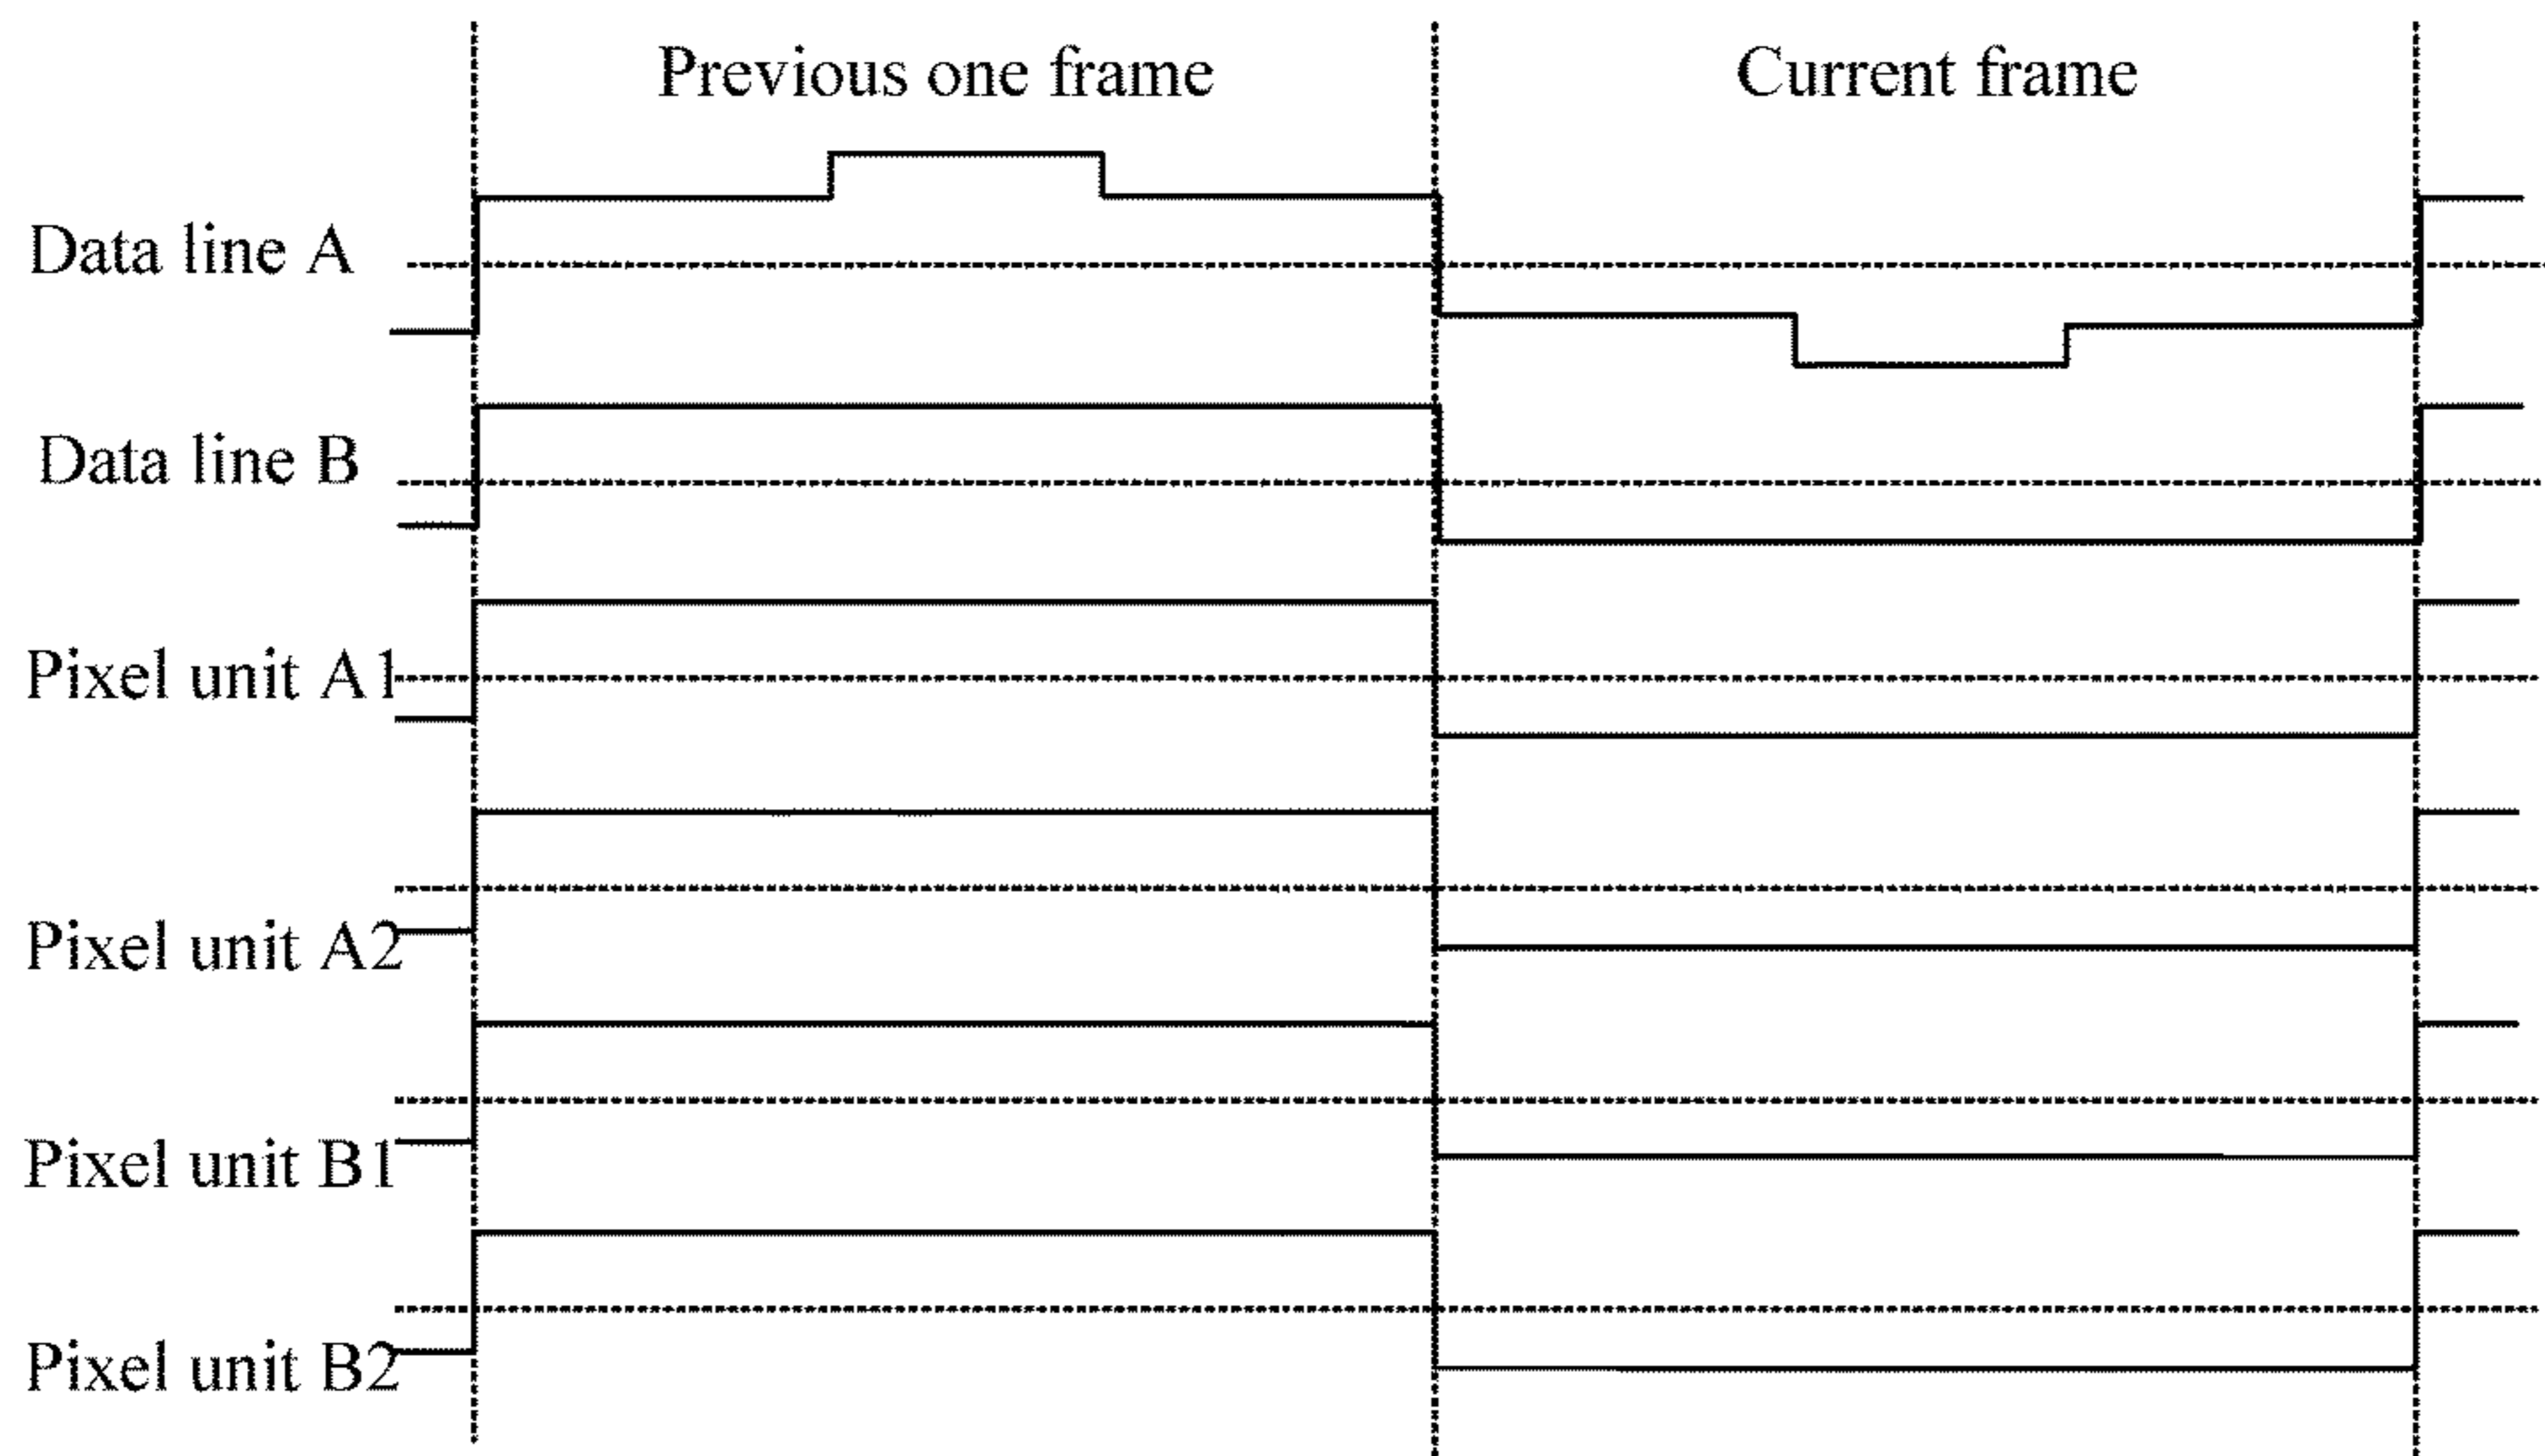 Previous one frame
Current frame
Data line A
Data line B
Pixel unit A1
Pixel unit A2
Pixel unit B1
Pixel unit B2